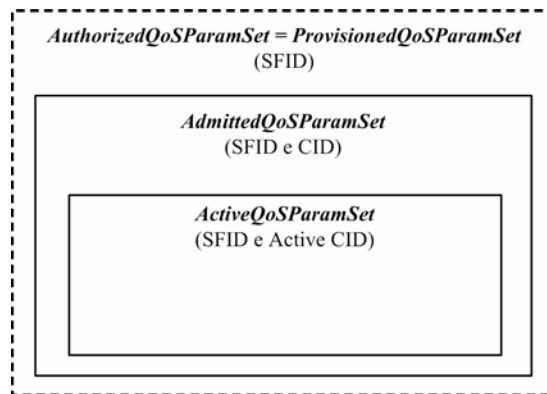 AuthorizedQoSParamSet = ProvisionedQoSParamSet
(SFID)
AdmittedQoSParamSet
(SFID e CID)
ActiveQoSParamSet
(SFID e Active CID)